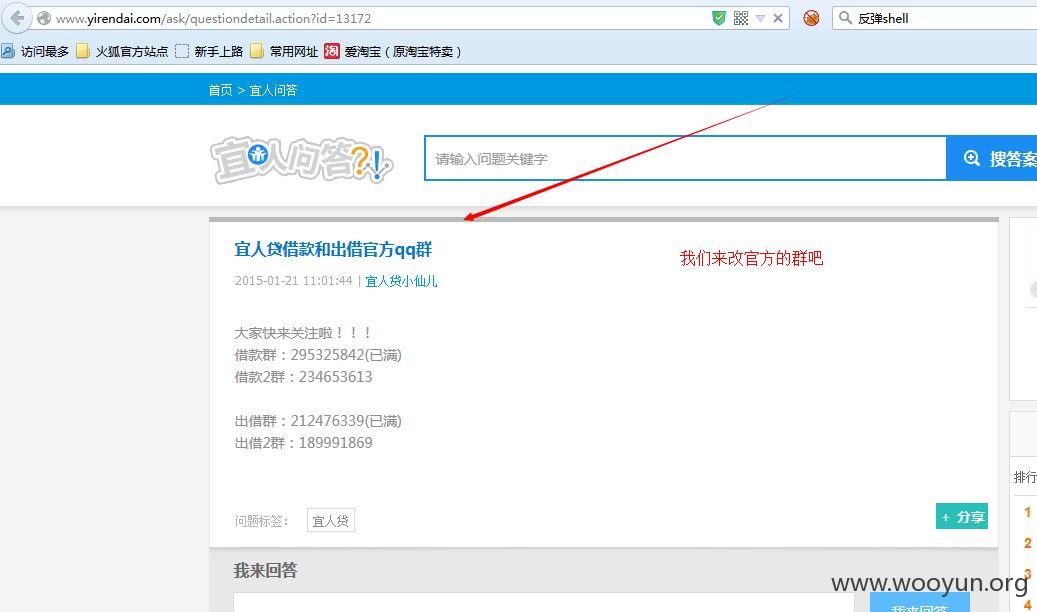 www.yirendai.com/ask/questiondetail.action?id=13172
反弹shell
访问最多 火狐官方站点 新手上路 常用网址 爱淘宝（原淘宝特卖）
首页 > 宜人问答
宜人问答?!
请输入问题关键字
搜答案
宜人贷借款和出借官方qq群
我们来改官方的群吧
2015-01-21 11:01:44 | 宜人贷小仙儿
大家快来关注啦！！！
借款群：295325842(已满)
借款2群：234653613
出借群：212476339(已满)
出借2群：189991869
排行
1
2
3
4
问题标签： 宜人贷
+ 分享
我来回答
www.wooyun.org
我来回答